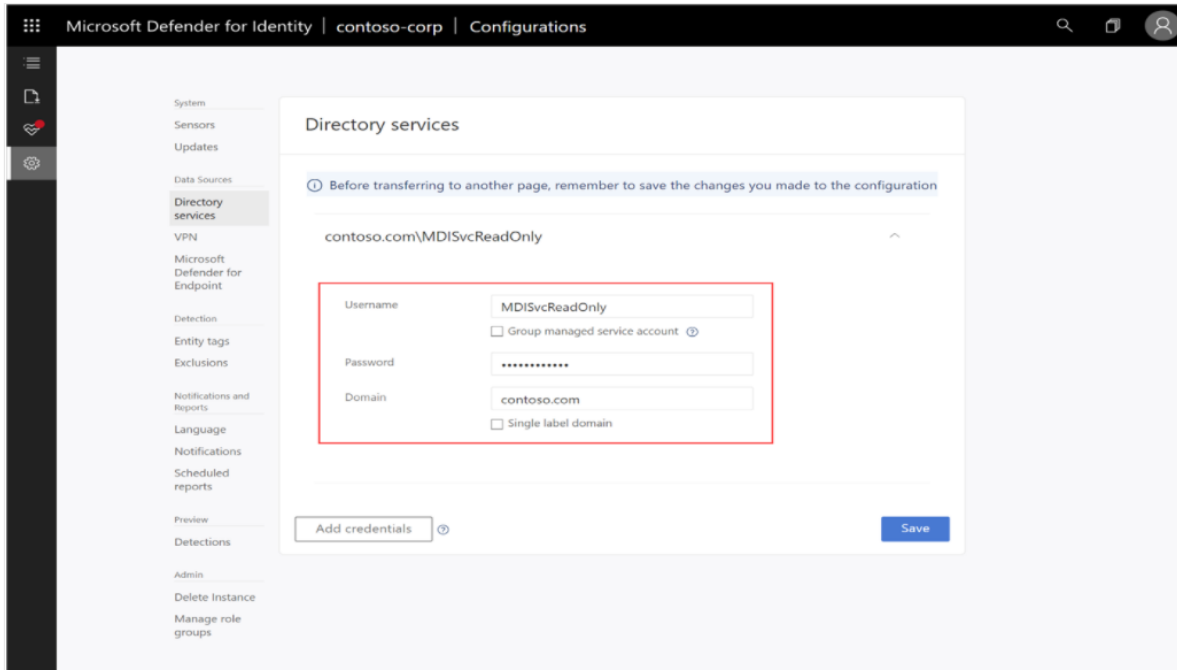 Microsoft Defender for Identity | contoso-corp | Configurations
System
Sensors
Updates
Data Sources
Directory
services
VPN
Microsoft
Defender for
Endpoint
Detection
Entity tags
Exclusions
Notifications and
Reports
Language
Notifications
Scheduled
reports
Preview
Detections
Admin
Delete Instance
Manage role
groups
Directory services
Before transferring to another page, remember to save the changes you made to the configuration
contoso.com\MDISvcReadOnly
Username
MDISvcReadOnly
Group managed service account
Password
••••••••••••
Domain
contoso.com
Single label domain
Add credentials
Save